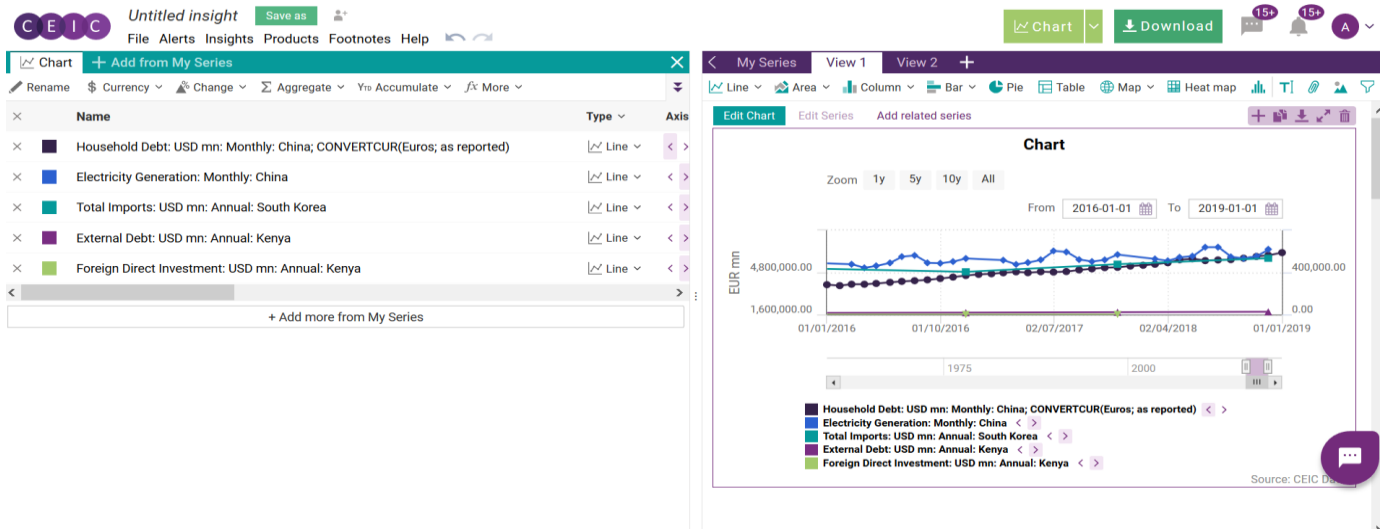 CEIC
Untitled insight
Save as
File Alerts Insights Products Footnotes Help
Chart
Download
15+
15+
A
Chart
+ Add from My Series
Rename
$ Currency
Change
Σ Aggregate
YTD Accumulate
fx More
Name
Type
Axis
Household Debt: USD mn: Monthly: China; CONVERTCUR(Euros; as reported)
Line
Electricity Generation: Monthly: China
Line
Total Imports: USD mn: Annual: South Korea
Line
External Debt: USD mn: Annual: Kenya
Line
Foreign Direct Investment: USD mn: Annual: Kenya
Line
+ Add more from My Series
My Series
View 1
View 2
+
Line
Area
Column
Bar
Pie
Table
Map
Heat map
Edit Chart
Edit Series
Add related series
Chart
Zoom 1y 5y 10y All
From 2016-01-01 To 2019-01-01
EUR mn
4,800,000.00
1,600,000.00
400,000.00
0.00
01/01/2016 01/10/2016 02/07/2017 02/04/2018 01/01/2019
1975 2000
Household Debt: USD mn: Monthly: China; CONVERTCUR(Euros; as reported)
Electricity Generation: Monthly: China
Total Imports: USD mn: Annual: South Korea
External Debt: USD mn: Annual: Kenya
Foreign Direct Investment: USD mn: Annual: Kenya
Source: CEIC